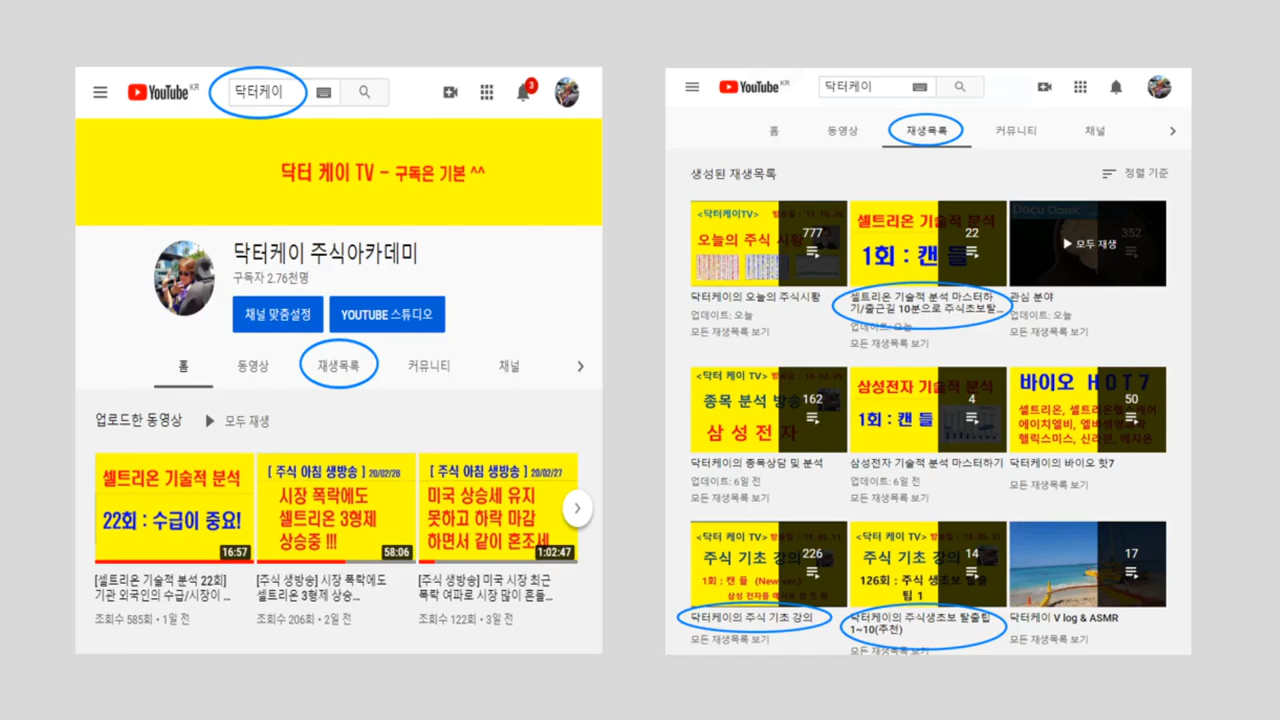 YouTube KR
닥터케이
3
닥터 케이 TV - 구독은 기본 ^^
닥터케이 주식아카데미
구독자 2.76천명
채널 맞춤설정
YOUTUBE 스튜디오
홈
동영상
재생목록
커뮤니티
채널
업로드한 동영상
모두 재생
셀트리온 기술적 분석
22회 : 수급이 중요!
16:57
[셀트리온 기술적 분석 22회]
기관 외국인의 수급/시장이 ...
조회수 585회 • 1일 전
[ 주식 아침 생방송 ] 20/02/28
시장 폭락에도
셀트리온 3형제
상승중 !!!
58:06
[주식 생방송] 시장 폭락에도
셀트리온 3형제 상승...
조회수 206회 • 2일 전
[ 주식 아침 생방송 ] 20/02/27
미국 상승세 유지
못하고 하락 마감
하면서 같이 혼조세
1:02:47
[주식 생방송] 미국 시장 최근
폭락 여파로 시장 많이 흔들...
조회수 122회 • 3일 전
YouTube KR
닥터케이
홈
동영상
재생목록
커뮤니티
채널
생성된 재생목록
정렬 기준
<닥터케이TV>
오늘의 주식 시황
777
닥터케이의 오늘의 주식시황
업데이트: 오늘
모든 재생목록 보기
셀트리온 기술적 분석
1회 : 캔들
22
셀트리온 기술적 분석 마스터하
기/출근길 10분으로 주식초보탈...
업데이트: 오늘
모든 재생목록 보기
Docu Classic
352
모두 재생
관심 분야
업데이트: 오늘
모든 재생목록 보기
<닥터 케이 TV>
종목 분석 방송
삼성전자
162
닥터케이의 종목상담 및 분석
업데이트: 6일 전
모든 재생목록 보기
삼성전자 기술적 분석
1회 : 캔들
4
삼성전자 기술적 분석 마스터하기
업데이트: 6일 전
모든 재생목록 보기
바이오 HOT7
셀트리온, 셀트리온헬스케어
에이치엘비, 엘비생명과학
헬릭스미스, 신라젠, 메지온
50
닥터케이의 바이오 핫7
모든 재생목록 보기
<닥터 케이 TV>
주식 기초 강의
1회 : 캔들 (New ver.)
226
닥터케이의 주식 기초 강의
모든 재생목록 보기
<닥터 케이 TV>
주식 기초 강의
126회 : 주식 생초보 탈출
팁 1
14
닥터케이의 주식생초보 탈출팁
1~10(추천)
모든 재생목록 보기
17
닥터케이 V log & ASMR
모든 재생목록 보기